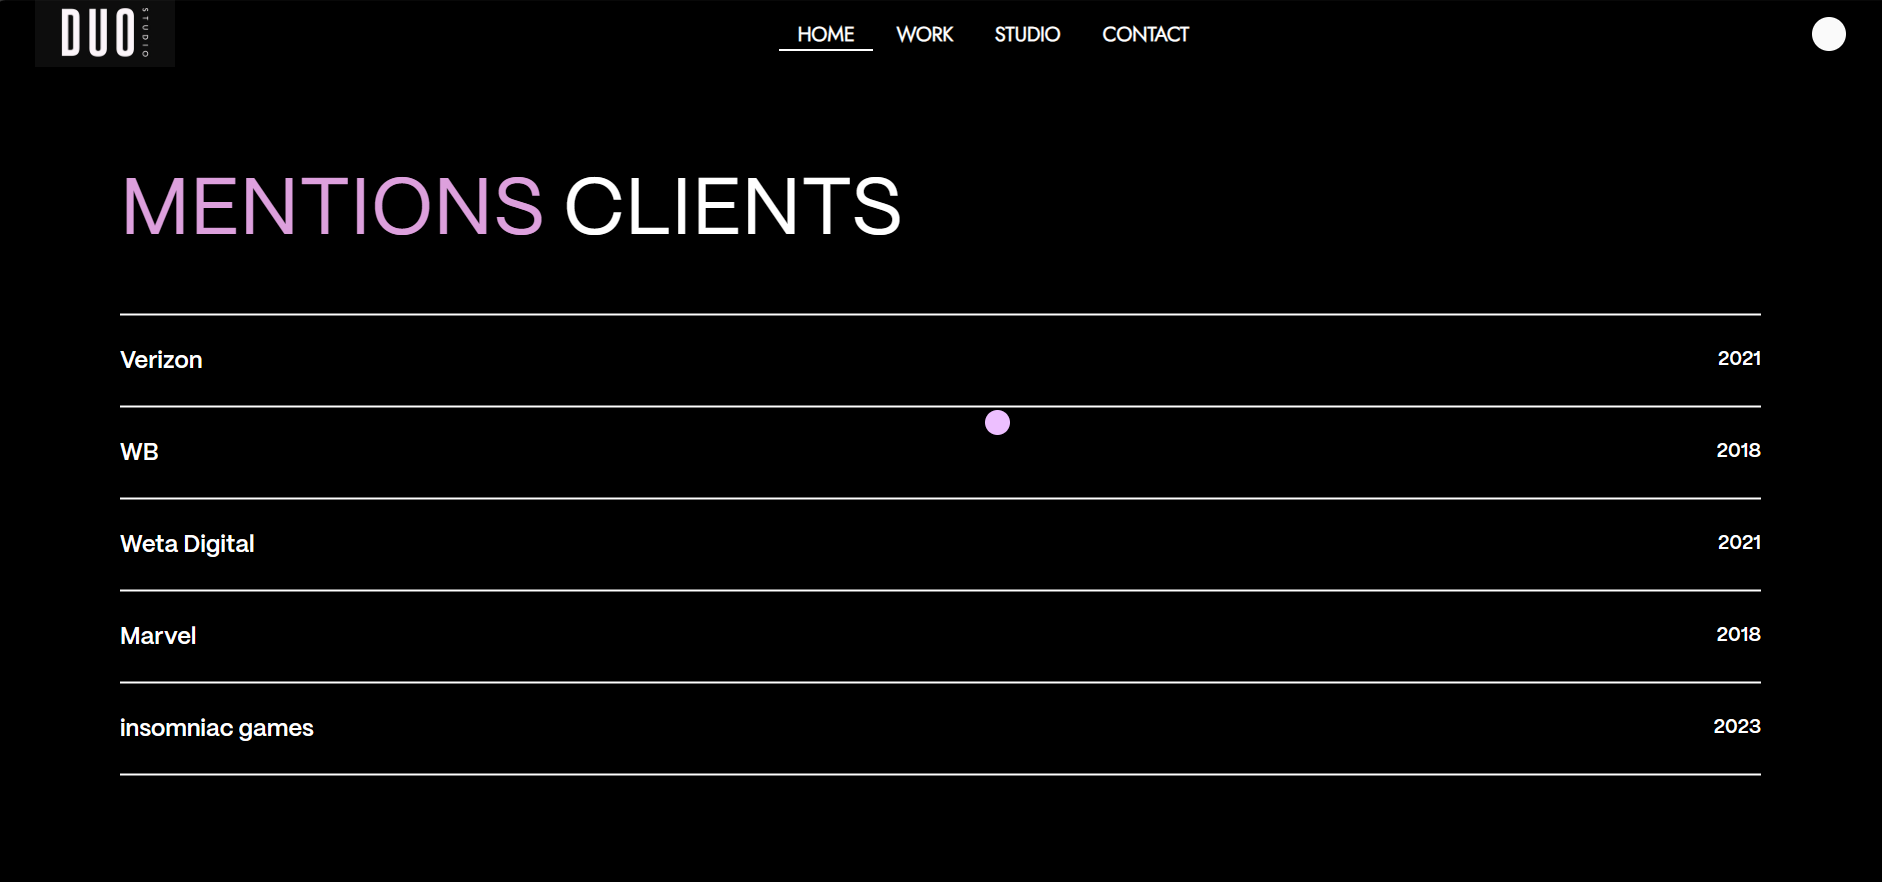 DUO STUDIO
HOME WORK STUDIO CONTACT
MENTIONS CLIENTS
Verizon 2021
WB 2018
Weta Digital 2021
Marvel 2018
insomniac games 2023